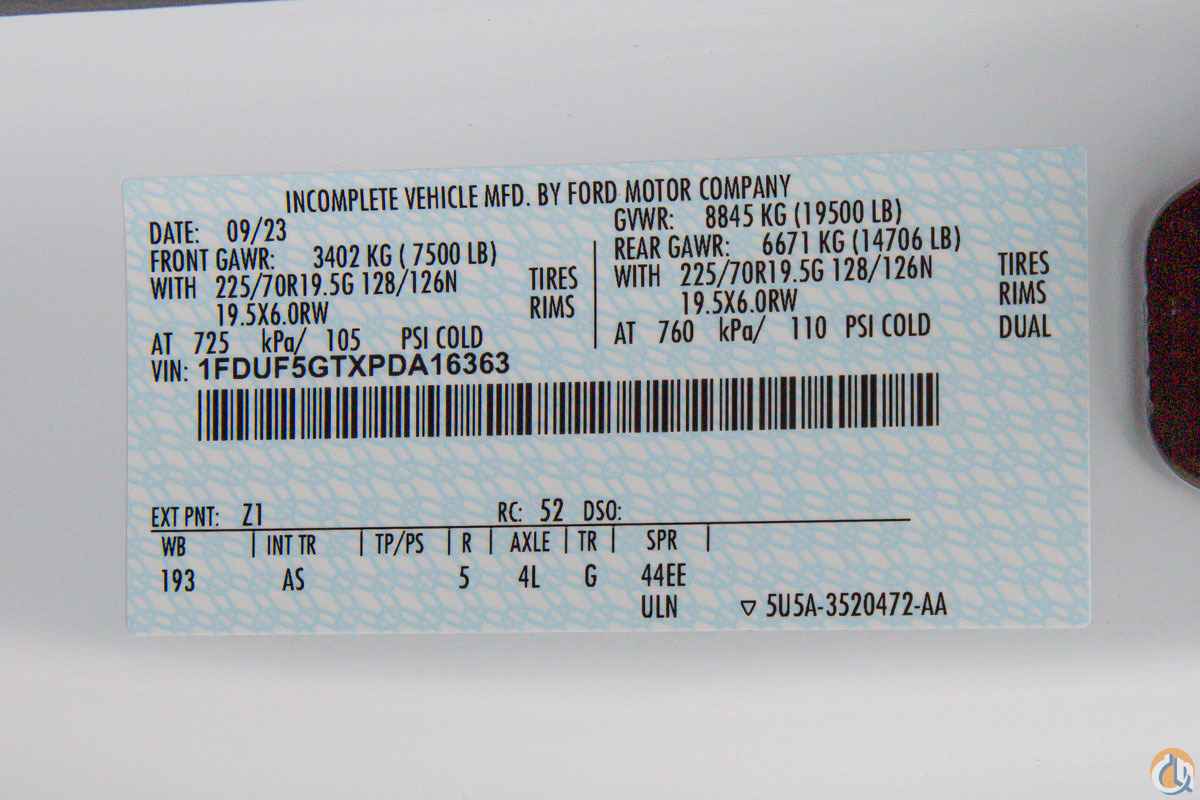 INCOMPLETE VEHICLE MFD. BY FORD MOTOR COMPANY
DATE: 09/23 GVWR: 8845 KG (19500 LB)
FRONT GAWR: 3402 KG ( 7500 LB) REAR GAWR: 6671 KG (14706 LB)
WITH 225/70R19.5G 128/126N TIRES WITH 225/70R19.5G 128/126N TIRES
19.5X6.0RW RIMS 19.5X6.0RW RIMS
AT 725 kPa/ 105 PSI COLD AT 760 kPa/ 110 PSI COLD DUAL
VIN: 1FDUF5GTXPDA16363
EXT PNT: Z1 RC: 52 DSO:
WB | INT TR | TP/PS | R | AXLE | TR | SPR |
193 AS 5 4L G 44EE
ULN ▽ 5U5A-3520472-AA